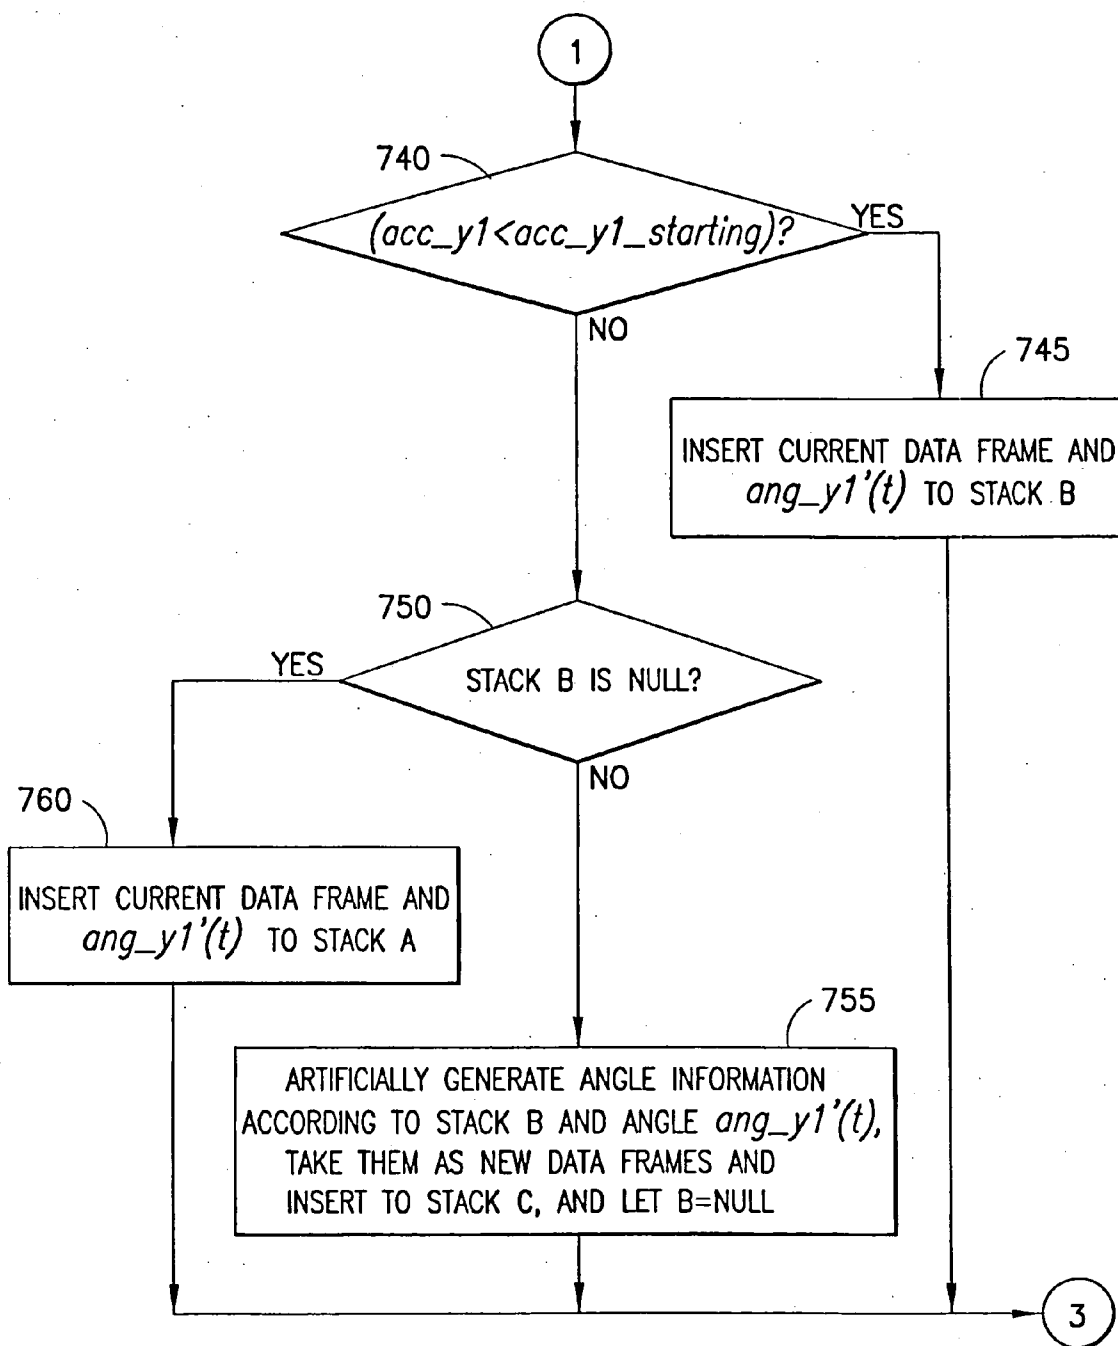 1
740
(acc_y1<acc_y1_starting)?
YES
NO
745
INSERT CURRENT DATA FRAME AND
ang_y1'(t) TO STACK B
750
YES
STACK B IS NULL?
NO
760
INSERT CURRENT DATA FRAME AND
ang_y1'(t) TO STACK A
755
ARTIFICIALLY GENERATE ANGLE INFORMATION
ACCORDING TO STACK B AND ANGLE ang_y1'(t),
TAKE THEM AS NEW DATA FRAMES AND
INSERT TO STACK C, AND LET B=NULL
3